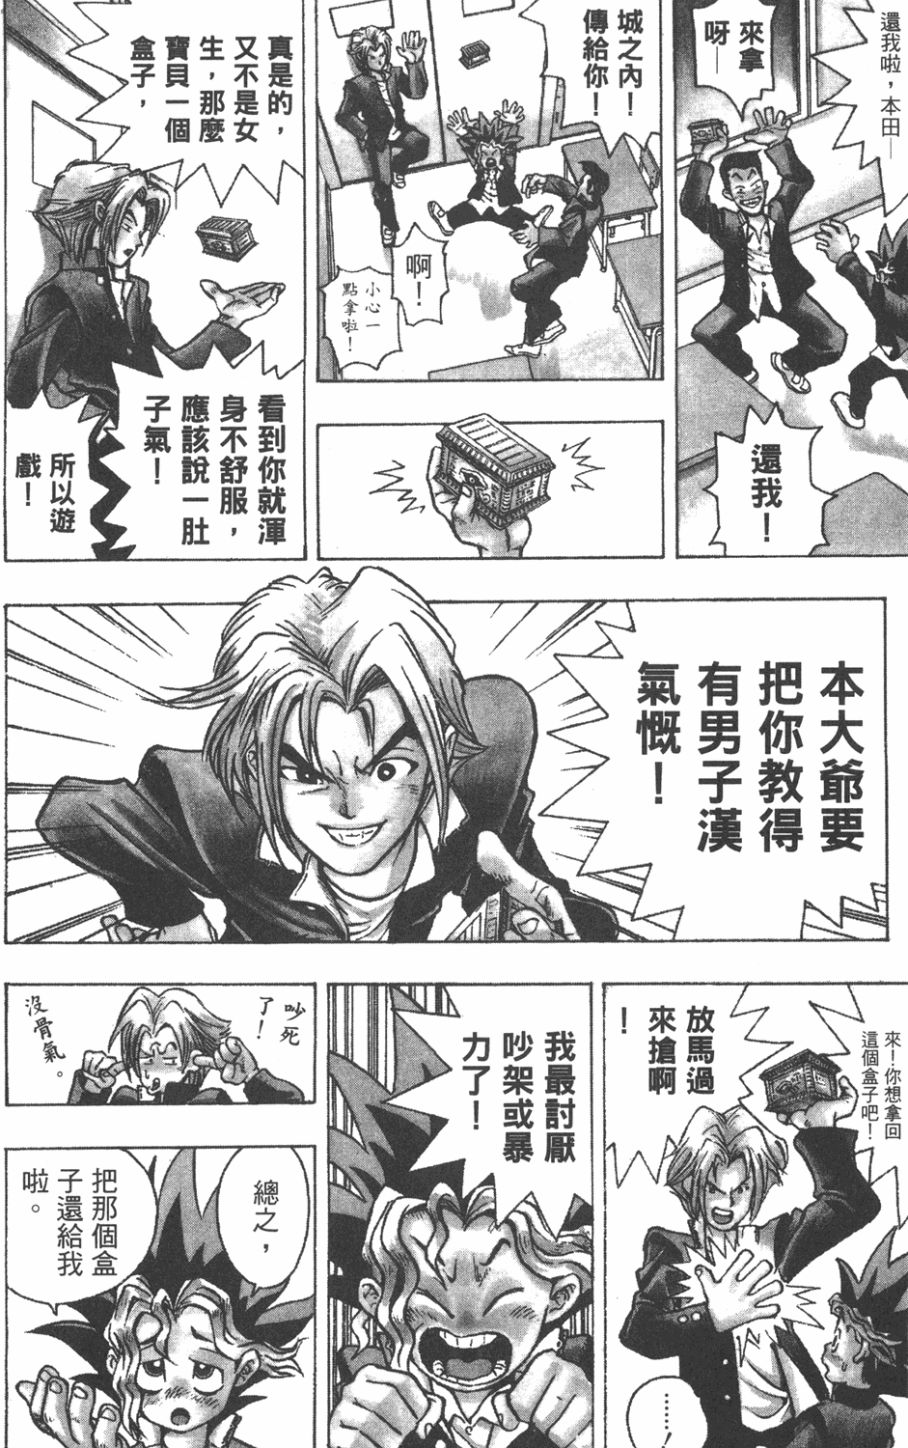 還我啦，本田—
來拿
呀—
還我！
城之內！
傳給你！
啊！
小心一
點拿啦！
真是的，
又不是女
生，那麼
寶貝一個
盒子，
看到你就渾
身不舒服，
應該說一肚
子氣！
所以遊
戲！
本大爺要
把你教得
有男子漢
氣慨！
來！你想拿回
這個盒子吧！
放馬過
來搶啊
！
……！
我最討厭
吵架或暴
力了！
吵死
了！
沒骨氣。
總之，
把那個盒
子還給我
啦。